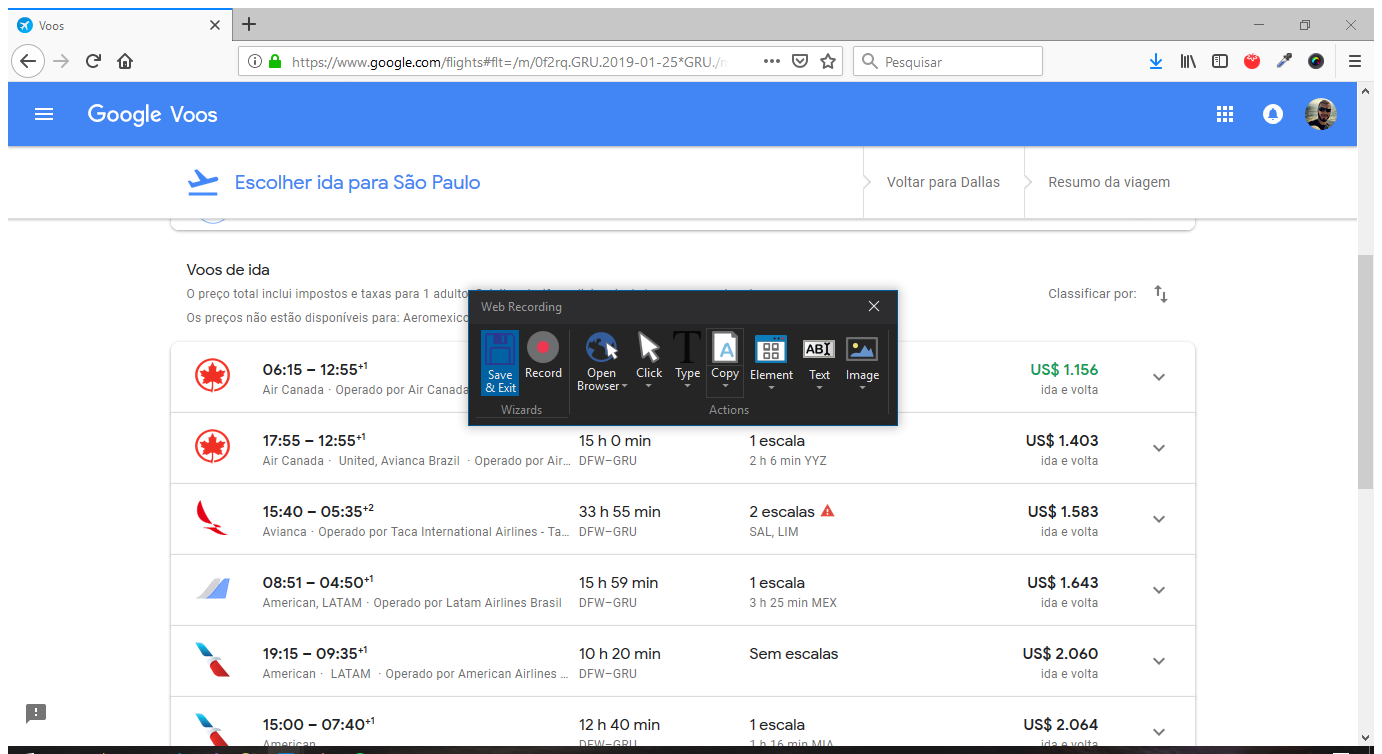 Voos
https://www.google.com/flights#flt=/m/0f2rq.GRU.2019-01-25*GRU./m
Pesquisar
Google Voos
Escolher ida para São Paulo
Voltar para Dallas
Resumo da viagem
Voos de ida
O preço total inclui impostos e taxas para 1 adulto
Classificar por:
Os preços não estão disponíveis para: Aeromexico
Web Recording
Save & Exit
Record
Open Browser
Click
Type
Copy
Element
Text
Image
Wizards
Actions
06:15 – 12:55+1
US$ 1.156
Air Canada · Operado por Air Canada
ida e volta
17:55 – 12:55+1
15 h 0 min
1 escala
US$ 1.403
Air Canada · United, Avianca Brazil · Operado por Air...
DFW–GRU
2 h 6 min YYZ
ida e volta
15:40 – 05:35+2
33 h 55 min
2 escalas
US$ 1.583
Avianca · Operado por Taca International Airlines - Ta...
DFW–GRU
SAL, LIM
ida e volta
08:51 – 04:50+1
15 h 59 min
1 escala
US$ 1.643
American, LATAM · Operado por Latam Airlines Brasil
DFW–GRU
3 h 25 min MEX
ida e volta
19:15 – 09:35+1
10 h 20 min
Sem escalas
US$ 2.060
American · LATAM · Operado por American Airlines ...
DFW–GRU
ida e volta
15:00 – 07:40+1
12 h 40 min
1 escala
US$ 2.064
American
DFW–GRU
1 h 16 min MIA
ida e volta